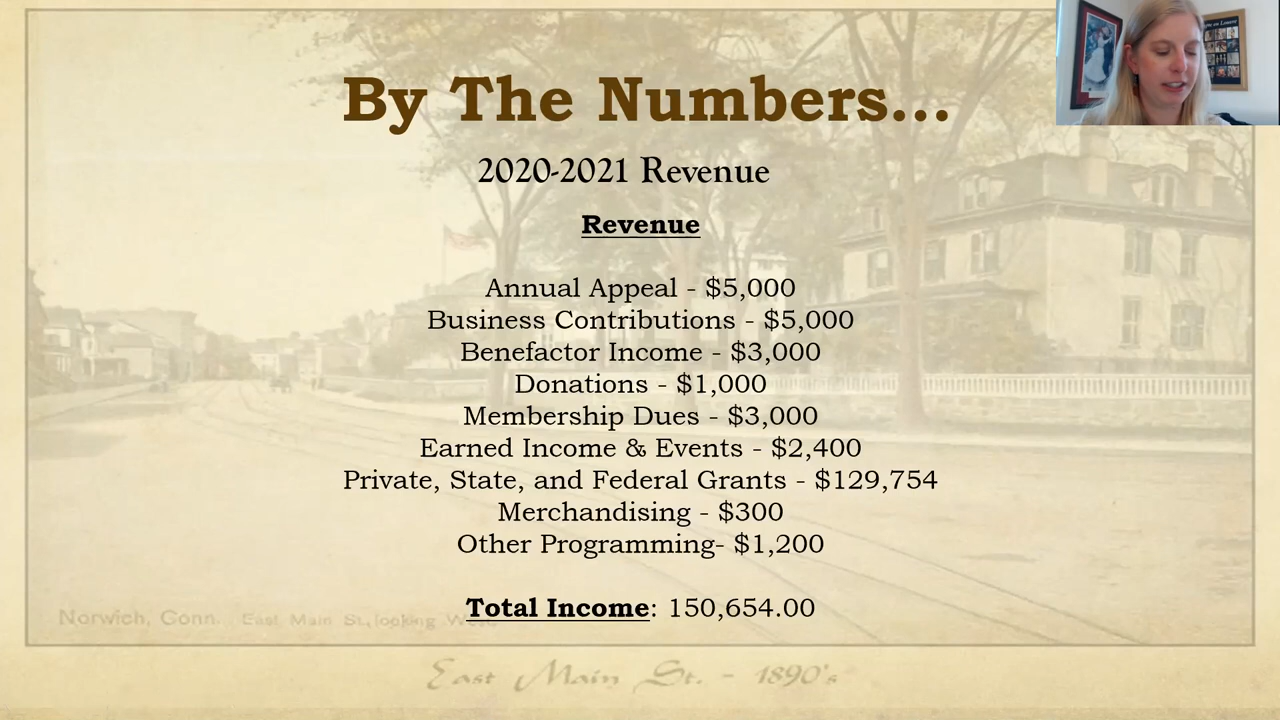 By The Numbers...
2020-2021 Revenue
Revenue
Annual Appeal - $5,000
Business Contributions - $5,000
Benefactor Income - $3,000
Donations - $1,000
Membership Dues - $3,000
Earned Income & Events - $2,400
Private, State, and Federal Grants - $129,754
Merchandising - $300
Other Programming- $1,200
Total Income: 150,654.00
Norwich, Conn. East Main St., looking West
East Main St. - 1890's